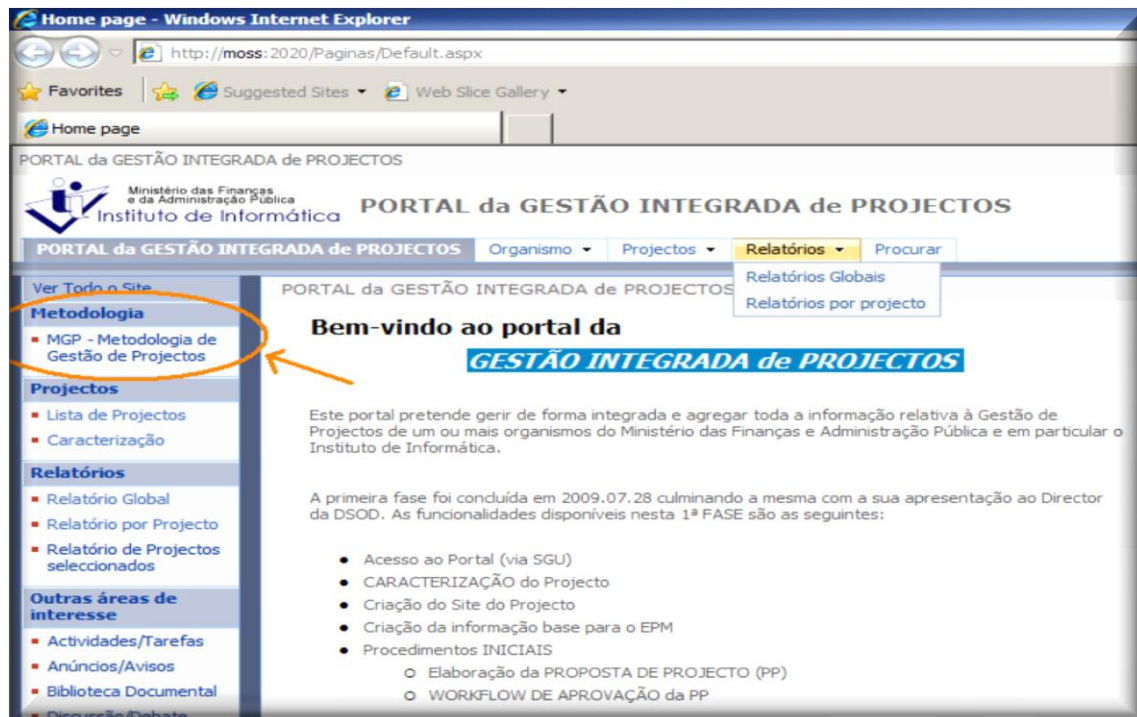 Home page - Windows Internet Explorer
http://moss:2020/Paginas/Default.aspx
Favorites Suggested Sites Web Slice Gallery
Home page
PORTAL da GESTÃO INTEGRADA de PROJECTOS
Ministério das Finanças
e da Administração Pública
Instituto de Informática
PORTAL da GESTÃO INTEGRADA de PROJECTOS
PORTAL da GESTÃO INTEGRADA de PROJECTOS Organismo Projectos Relatórios Procurar
Relatórios Globais
Relatórios por projecto
Ver Todo o Site
Metodologia
MGP - Metodologia de
Gestão de Projectos
Projectos
Lista de Projectos
Caracterização
Relatórios
Relatório Global
Relatório por Projecto
Relatório de Projectos
seleccionados
Outras áreas de
interesse
Actividades/Tarefas
Anúncios/Avisos
Biblioteca Documental
Discussão/Debate
PORTAL da GESTÃO INTEGRADA de PROJECTOS
Bem-vindo ao portal da
GESTÃO INTEGRADA de PROJECTOS
Este portal pretende gerir de forma integrada e agregar toda a informação relativa à Gestão de
Projectos de um ou mais organismos do Ministério das Finanças e Administração Pública e em particular o
Instituto de Informática.
A primeira fase foi concluída em 2009.07.28 culminando a mesma com a sua apresentação ao Director
da DSOD. As funcionalidades disponíveis nesta 1ª FASE são as seguintes:
● Acesso ao Portal (via SGU)
● CARACTERIZAÇÃO do Projecto
● Criação do Site do Projecto
● Criação da informação base para o EPM
● Procedimentos INICIAIS
○ Elaboração da PROPOSTA DE PROJECTO (PP)
○ WORKFLOW DE APROVAÇÃO da PP